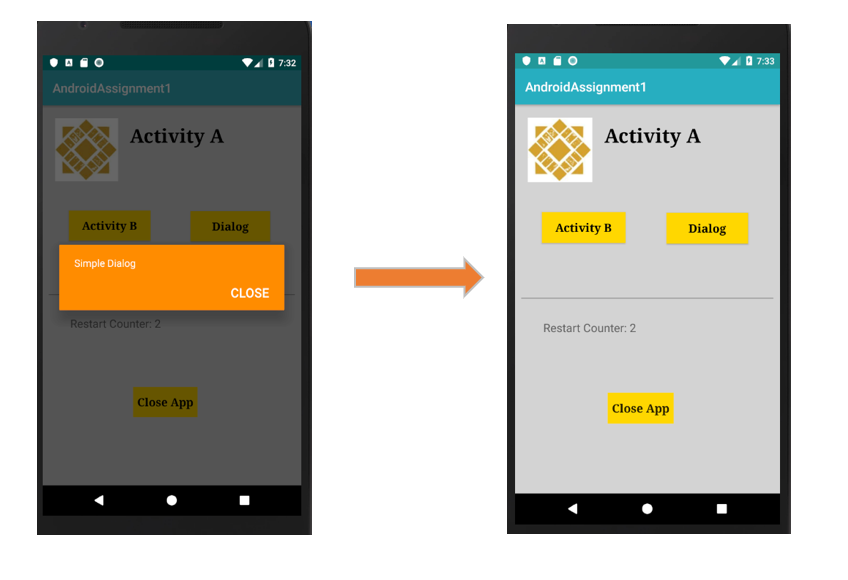 7:32
AndroidAssignment1
Activity A
Activity B
Dialog
Simple Dialog
CLOSE
Restart Counter: 2
Close App
7:33
AndroidAssignment1
Activity A
Activity B
Dialog
Restart Counter: 2
Close App